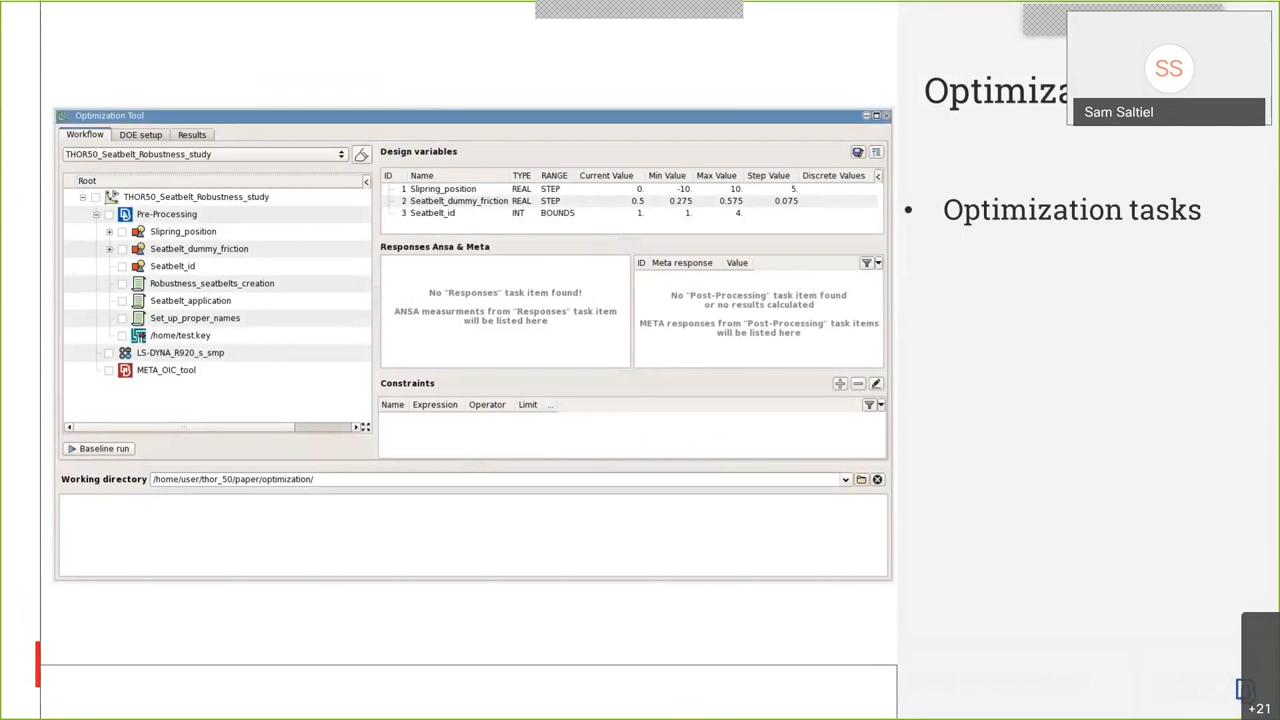 Optimiza
SS
Sam Saltiel
Optimization Tool
Workflow DOE setup Results
THOR50_Seatbelt_Robustness_study
Root
THOR50_Seatbelt_Robustness_study
Pre-Processing
Slipring_position
Seatbelt_dummy_friction
Seatbelt_id
Robustness_seatbelts_creation
Seatbelt_application
Set_up_proper_names
/home/test.key
LS-DYNA_R920_s_smp
META_OIC_tool
Baseline run
Design variables
ID Name TYPE RANGE Current Value Min Value Max Value Step Value Discrete Values
1 Slipring_position REAL STEP 0. -10. 10. 5.
2 Seatbelt_dummy_friction REAL STEP 0.5 0.275 0.575 0.075
3 Seatbelt_id INT BOUNDS 1. 1. 4.
Responses Ansa & Meta
No "Responses" task item found!
ANSA measurments from "Responses" task item
will be listed here
ID Meta response Value
No "Post-Processing" task item found
or no results calculated
META responses from "Post-Processing" task items
will be listed here
Constraints
Name Expression Operator Limit ...
Working directory /home/user/thor_50/paper/optimization/
• Optimization tasks
+21